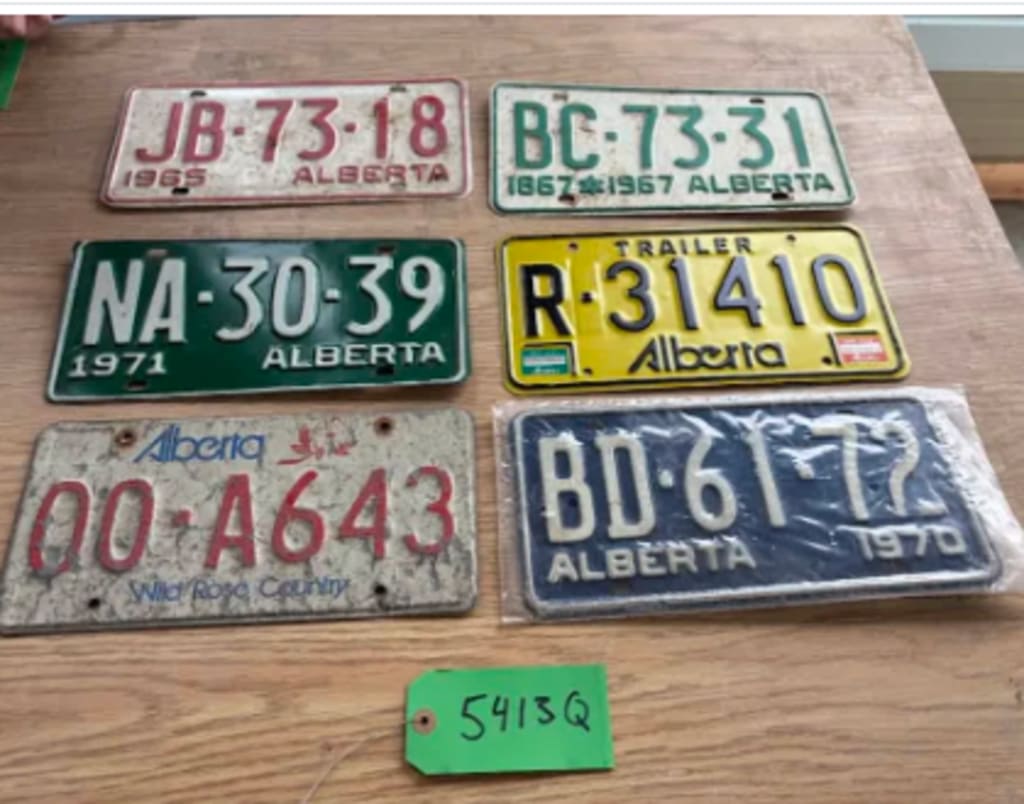 JB·73·18
1965 ALBERTA
BC·73·31
1867 1967 ALBERTA
NA·30·39
1971 ALBERTA
TRAILER
R·31410
Alberta
Alberta
00·A643
Wild Rose Country
BD·61·72
ALBERTA 1970
5413Q